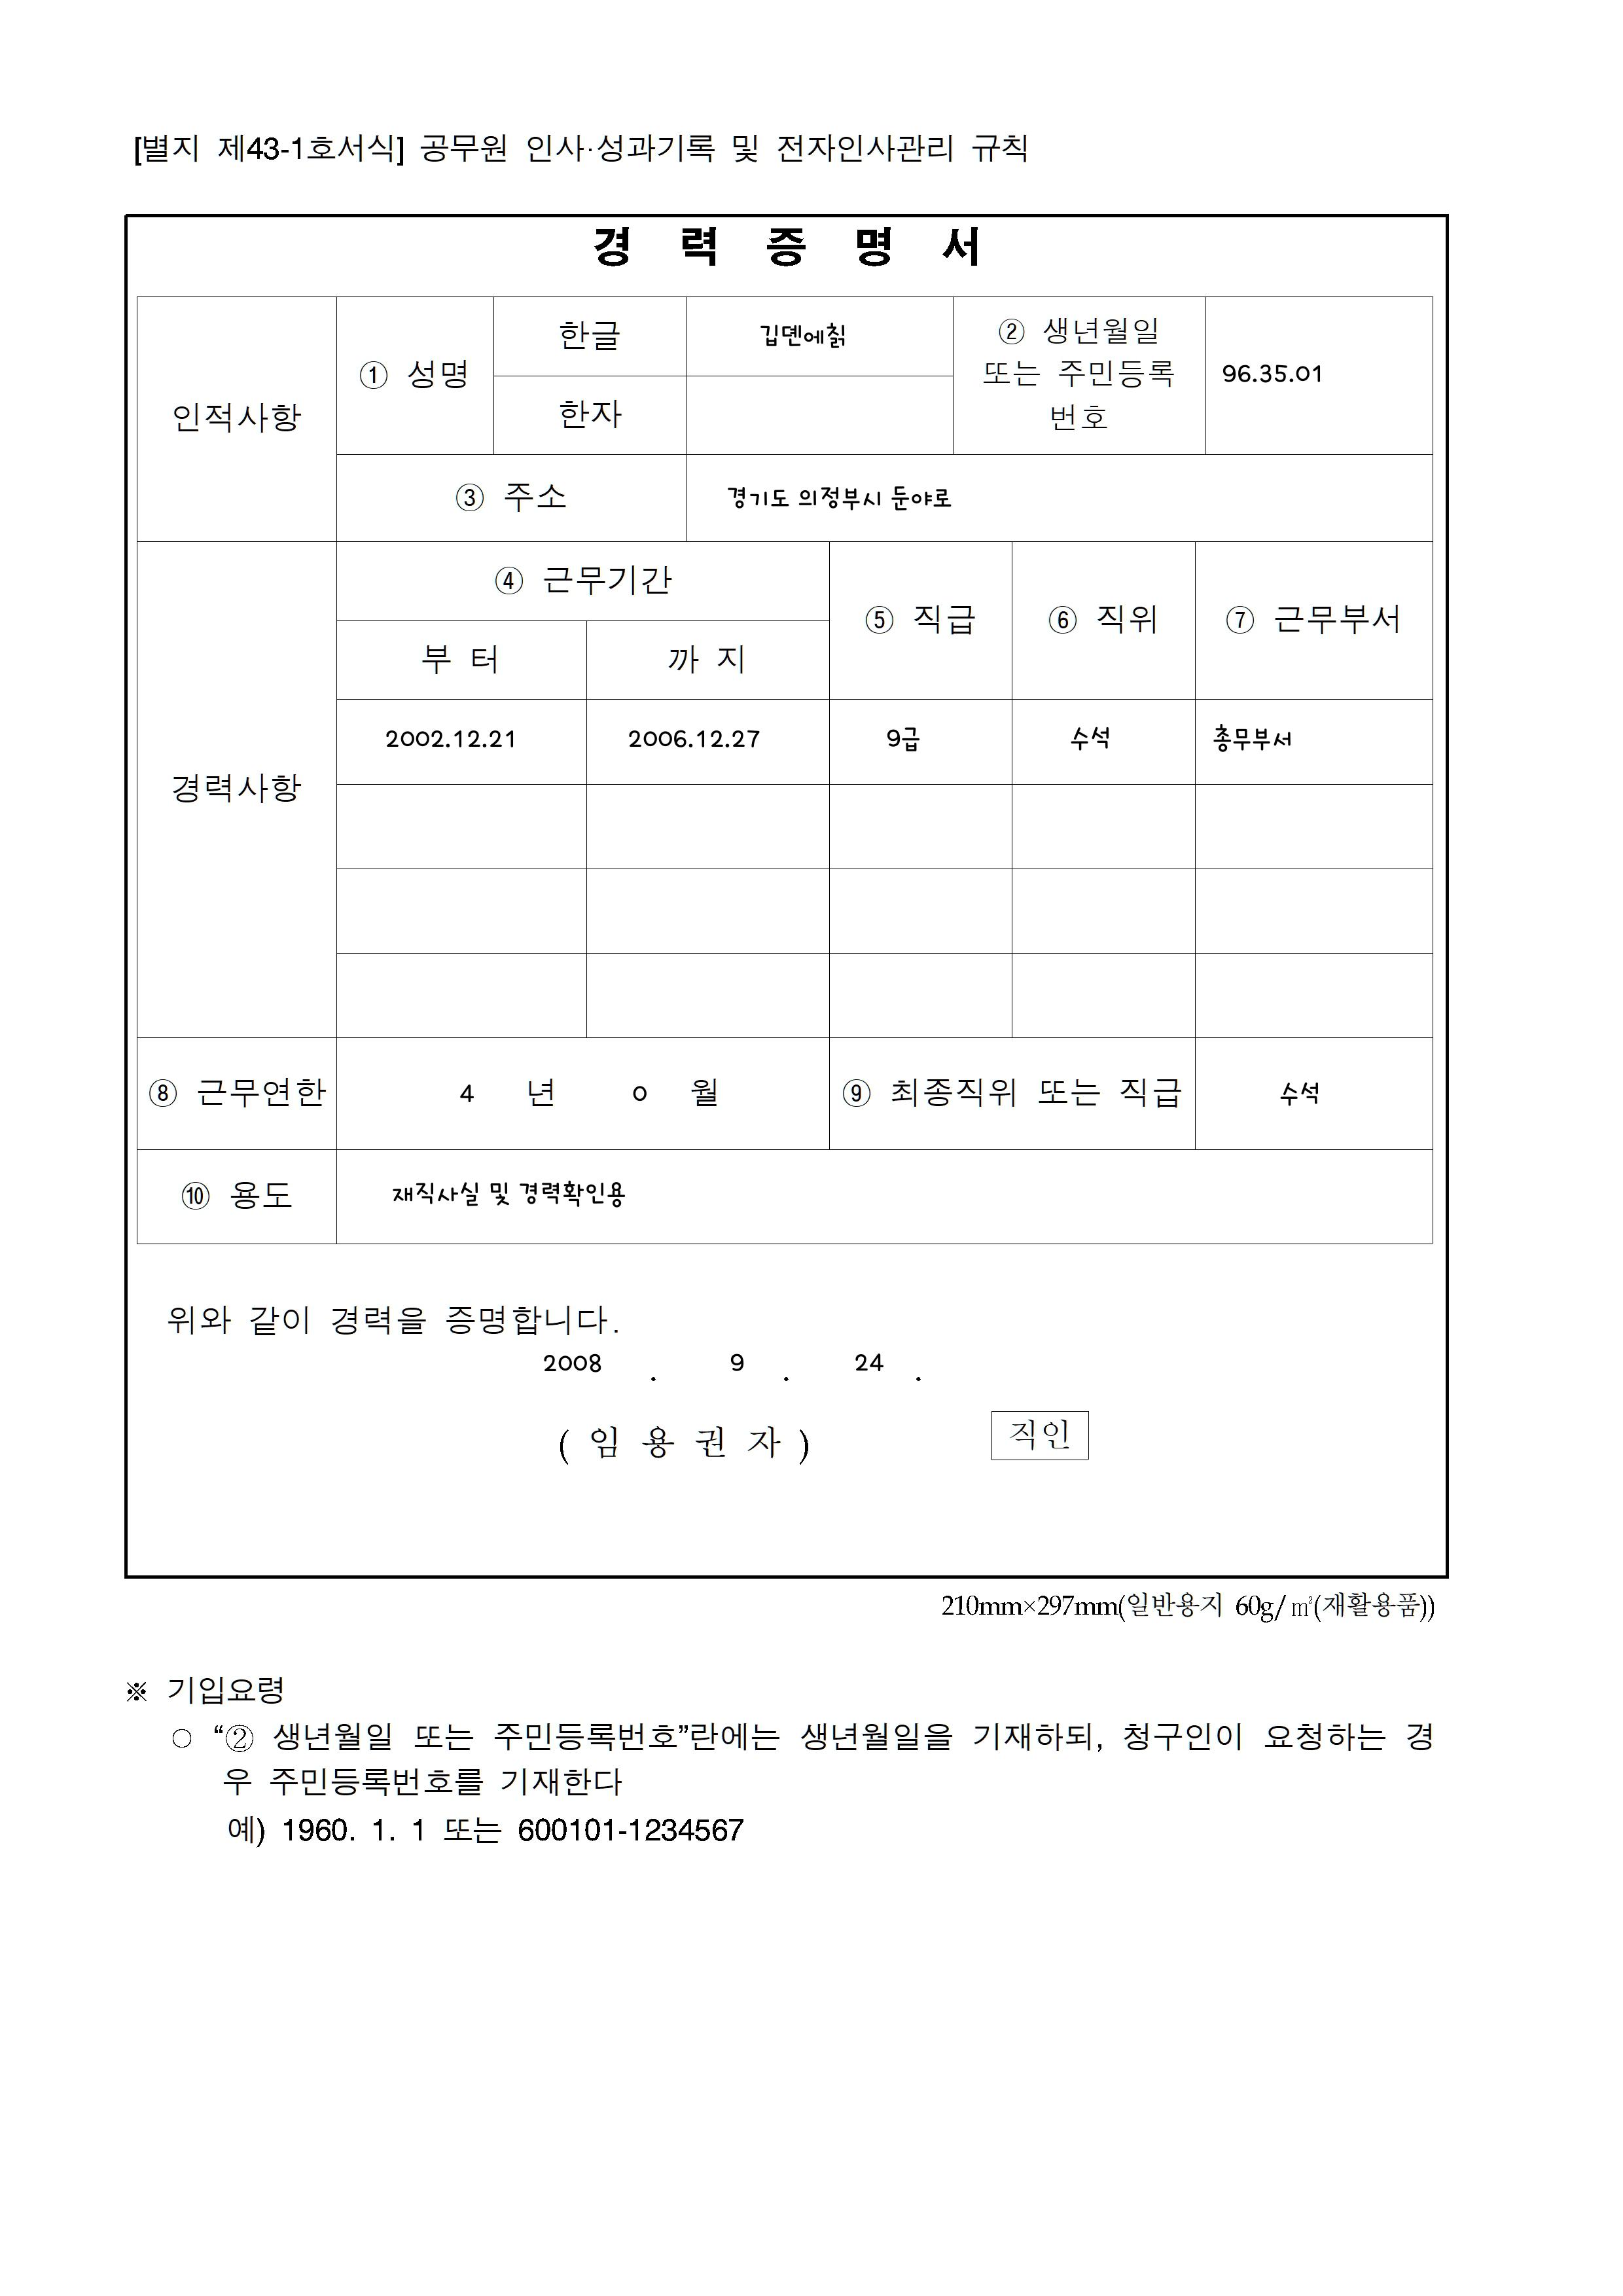 [별지 제43-1호서식] 공무원 인사·성과기록 및 전자인사관리 규칙
경 력 증 명 서
인적사항
① 성명
한글
깁뎬에칡
② 생년월일
또는 주민등록
번호
96.35.01
한자
③ 주소
경기도 의정부시 둔야로
경력사항
④ 근무기간
⑤ 직급
⑥ 직위
⑦ 근무부서
부 터
까 지
2002.12.21
2006.12.27
9급
수석
총무부서
⑧ 근무연한
4 년 0 월
⑨ 최종직위 또는 직급
수석
⑩ 용도
재직사실 및 경력확인용
위와 같이 경력을 증명합니다.
2008 . 9 . 24 .
( 임 용 권 자 )
직인
210mm×297mm(일반용지 60g/㎡(재활용품))
※ 기입요령
○ “② 생년월일 또는 주민등록번호”란에는 생년월일을 기재하되, 청구인이 요청하는 경
우 주민등록번호를 기재한다
예) 1960. 1. 1 또는 600101-1234567